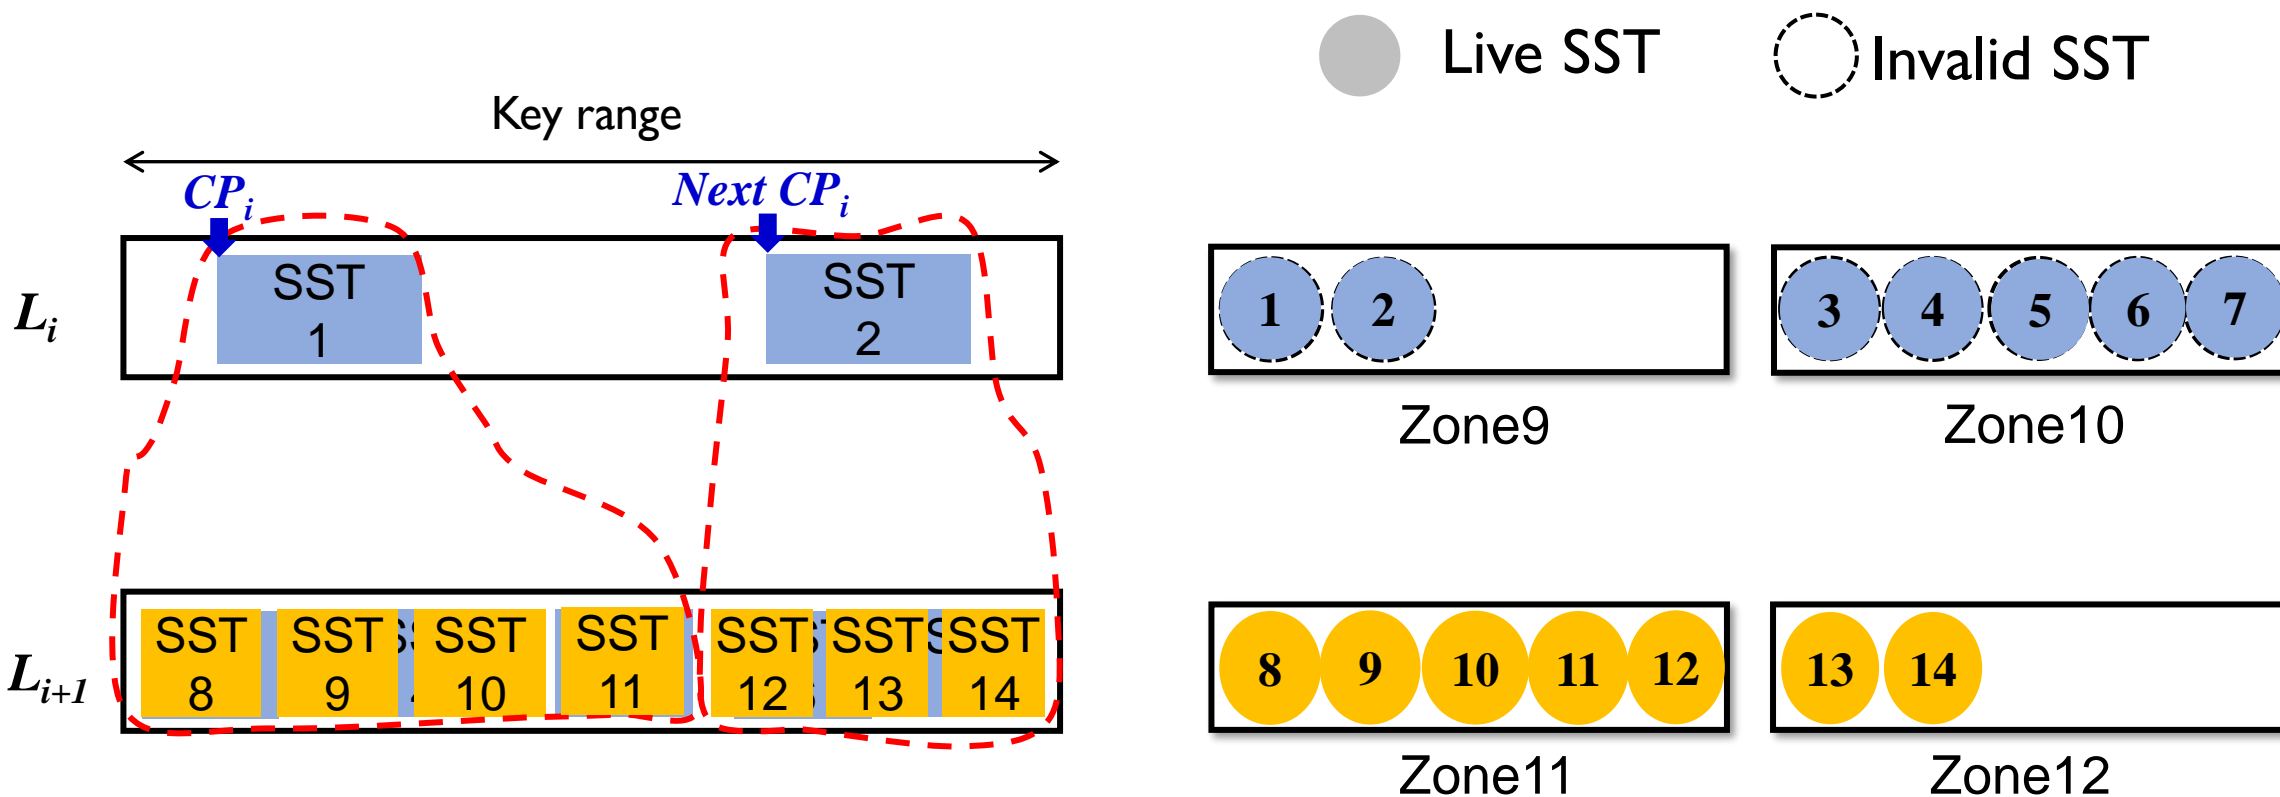 Live SST
Invalid SST
Key range
CPi
Next CPi
Li
SST
1
SST
2
1 2
3 4 5 6 7
Zone9
Zone10
Li+1
SST SST SST SST SST SST SST
8 9 10 11 12 13 14
8 9 10 11 12
13 14
Zone11
Zone12